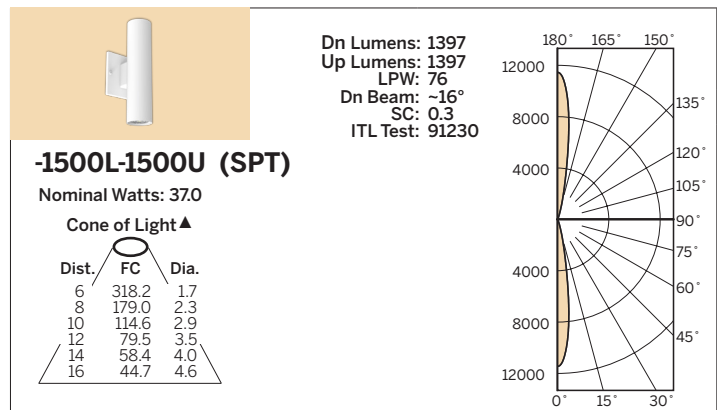 -1500L-1500U (SPT)
Nominal Watts: 37.0
Cone of Light▲
Dist. FC Dia.
6 318.2 1.7
8 179.0 2.3
10 114.6 2.9
12 79.5 3.5
14 58.4 4.0
16 44.7 4.6
Dn Lumens: 1397
Up Lumens: 1397
LPW: 76
Dn Beam: ~16°
SC: 0.3
ITL Test: 91230
180° 165° 150°
12000
135°
8000
120°
4000
105°
90°
75°
4000
60°
8000
45°
12000
0° 15° 30°